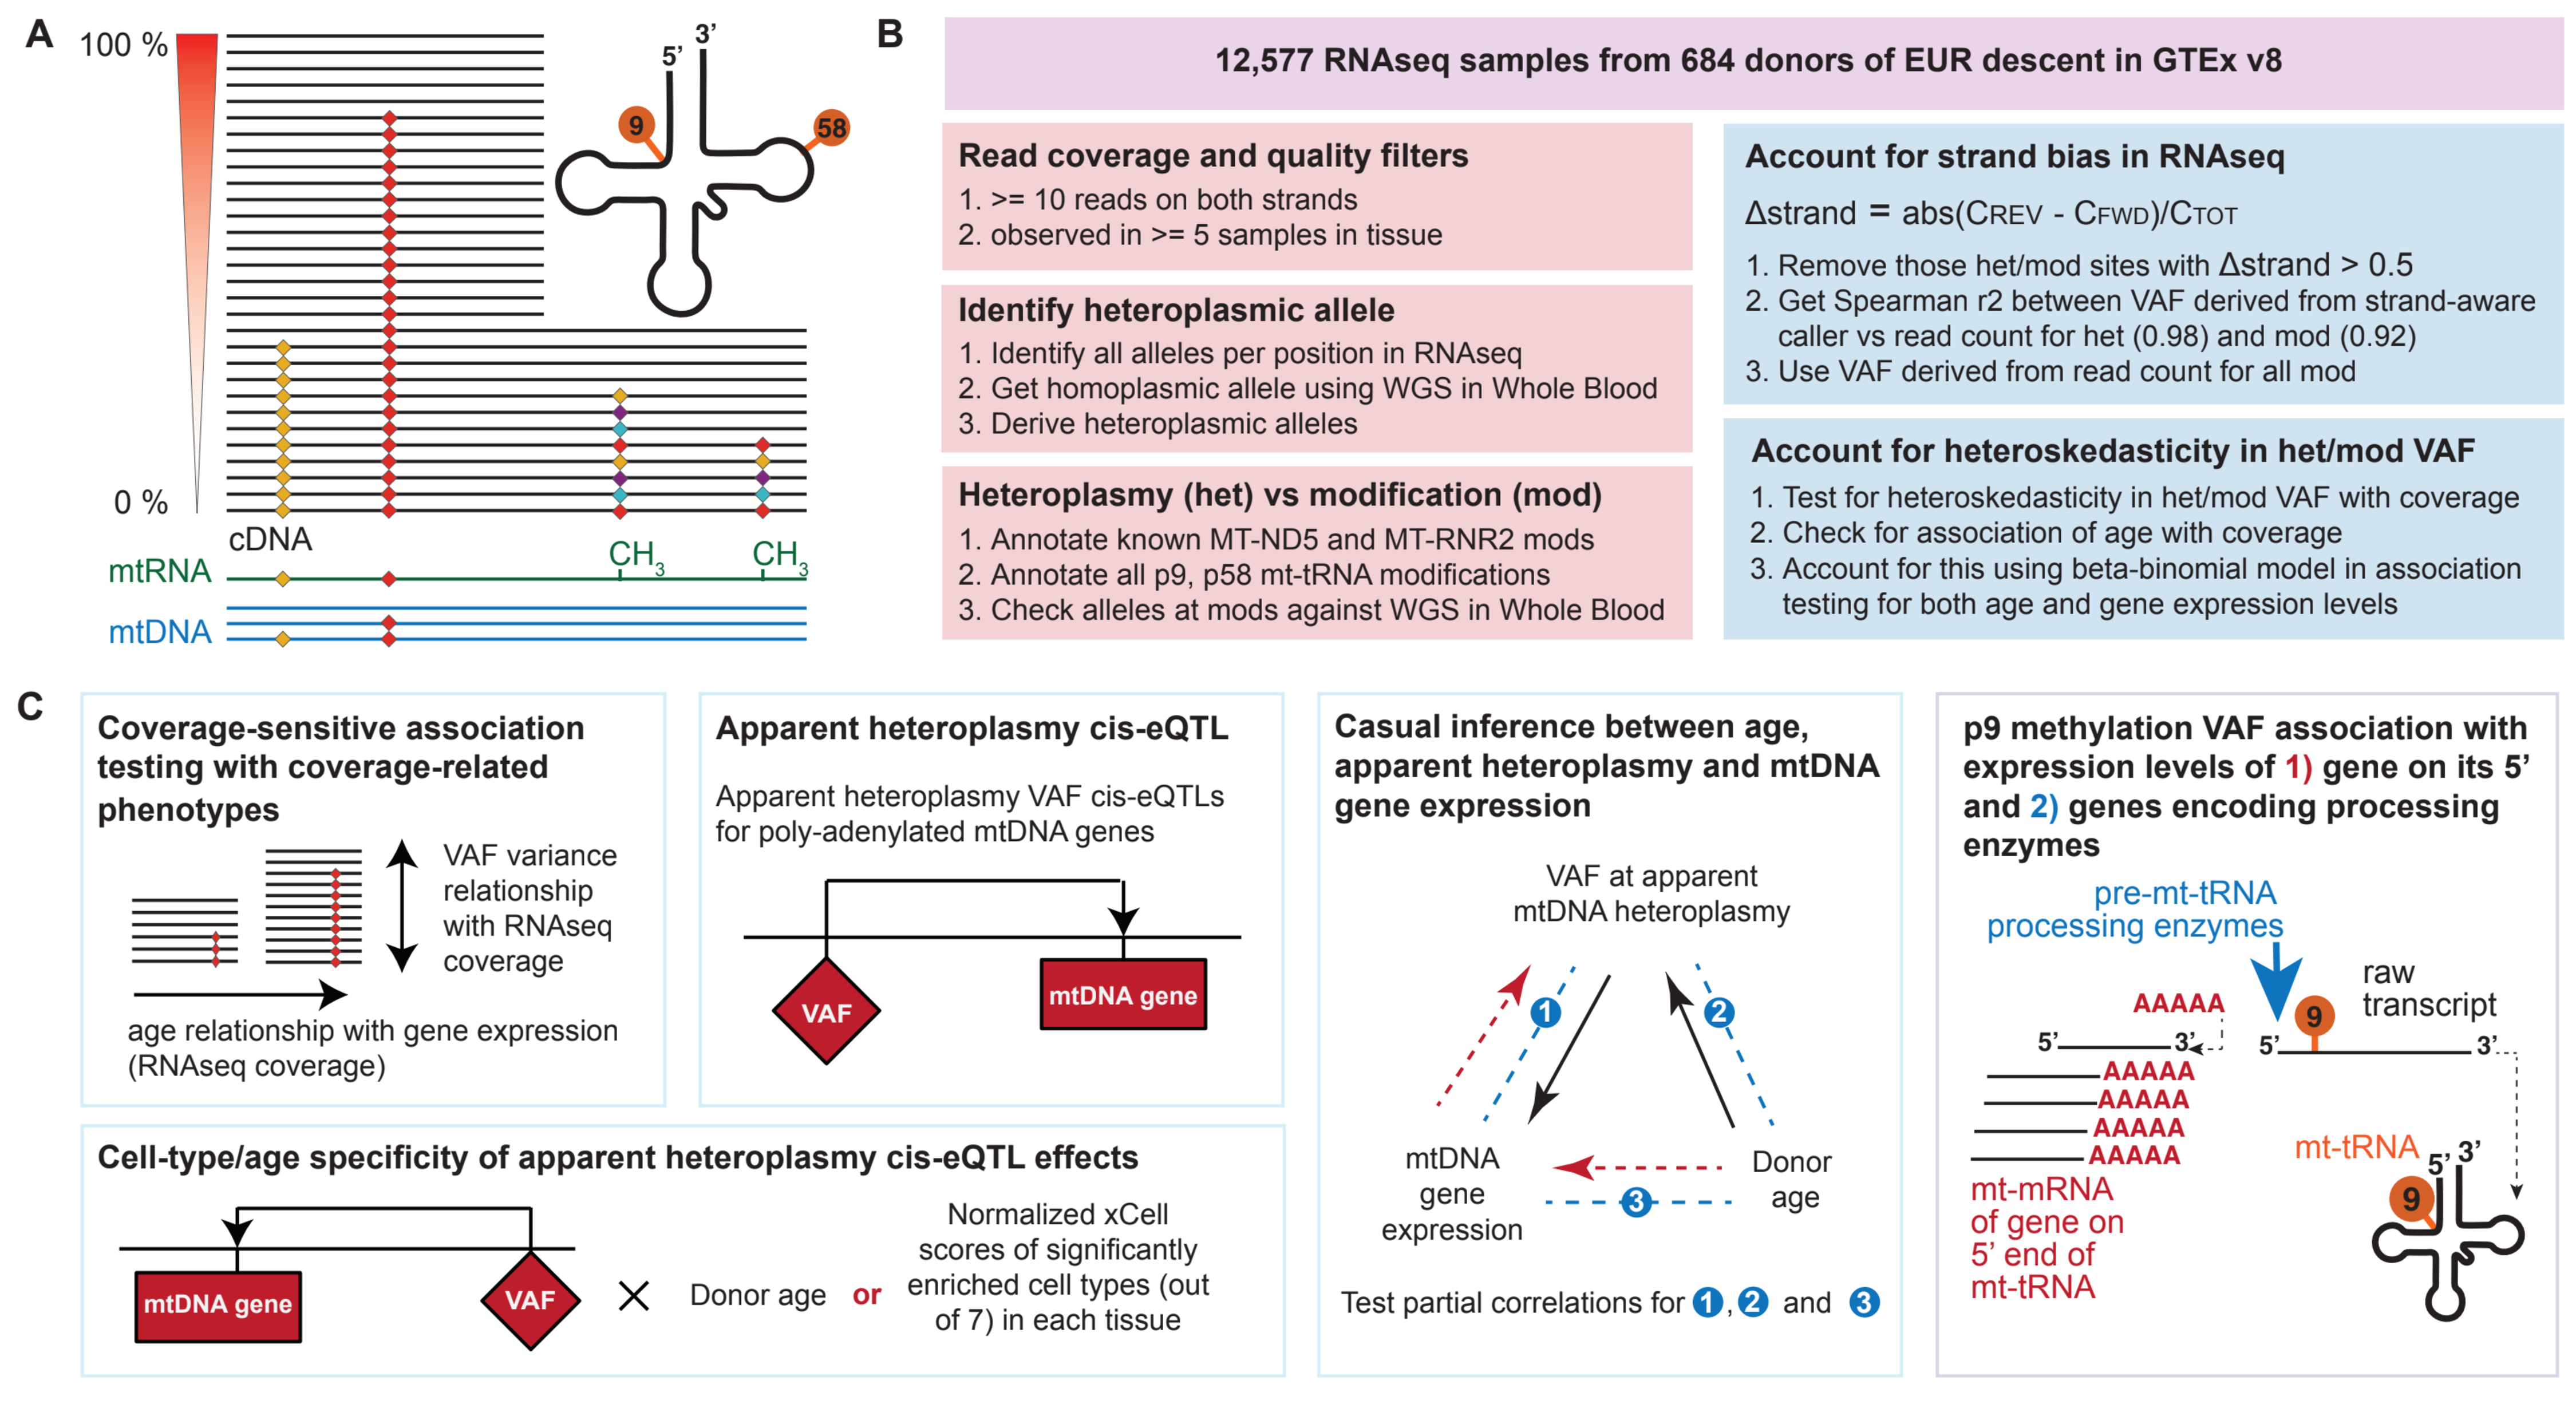 A
100 %
0 %
5’
3’
9
58
cDNA
CH3
CH3
mtRNA
mtDNA
B
12,577 RNAseq samples from 684 donors of EUR descent in GTEx v8
Read coverage and quality filters
1. >= 10 reads on both strands
2. observed in >= 5 samples in tissue
Identify heteroplasmic allele
1. Identify all alleles per position in RNAseq
2. Get homoplasmic allele using WGS in Whole Blood
3. Derive heteroplasmic alleles
Heteroplasmy (het) vs modification (mod)
1. Annotate known MT-ND5 and MT-RNR2 mods
2. Annotate all p9, p58 mt-tRNA modifications
3. Check alleles at mods against WGS in Whole Blood
Account for strand bias in RNAseq
Δstrand = abs(CREV - CFWD)/CTOT
1. Remove those het/mod sites with Δstrand > 0.5
2. Get Spearman r2 between VAF derived from strand-aware
caller vs read count for het (0.98) and mod (0.92)
3. Use VAF derived from read count for all mod
Account for heteroskedasticity in het/mod VAF
1. Test for heteroskedasticity in het/mod VAF with coverage
2. Check for association of age with coverage
3. Account for this using beta-binomial model in association
testing for both age and gene expression levels
C
Coverage-sensitive association
testing with coverage-related
phenotypes
VAF variance
relationship
with RNAseq
coverage
age relationship with gene expression
(RNAseq coverage)
Apparent heteroplasmy cis-eQTL
Apparent heteroplasmy VAF cis-eQTLs
for poly-adenylated mtDNA genes
VAF
mtDNA gene
Cell-type/age specificity of apparent heteroplasmy cis-eQTL effects
mtDNA gene
VAF
Donor age or
Normalized xCell
scores of significantly
enriched cell types (out
of 7) in each tissue
Casual inference between age,
apparent heteroplasmy and mtDNA
gene expression
VAF at apparent
mtDNA heteroplasmy
1
2
mtDNA
gene
expression
3
Donor
age
Test partial correlations for 1, 2 and 3
p9 methylation VAF association with
expression levels of 1) gene on its 5’
and 2) genes encoding processing
enzymes
pre-mt-tRNA
processing enzymes
raw
transcript
AAAAA
9
5’
3’
5’
3’
AAAAA
AAAAA
AAAAA
AAAAA
mt-mRNA
of gene on
5’ end of
mt-tRNA
mt-tRNA
5’
3’
9